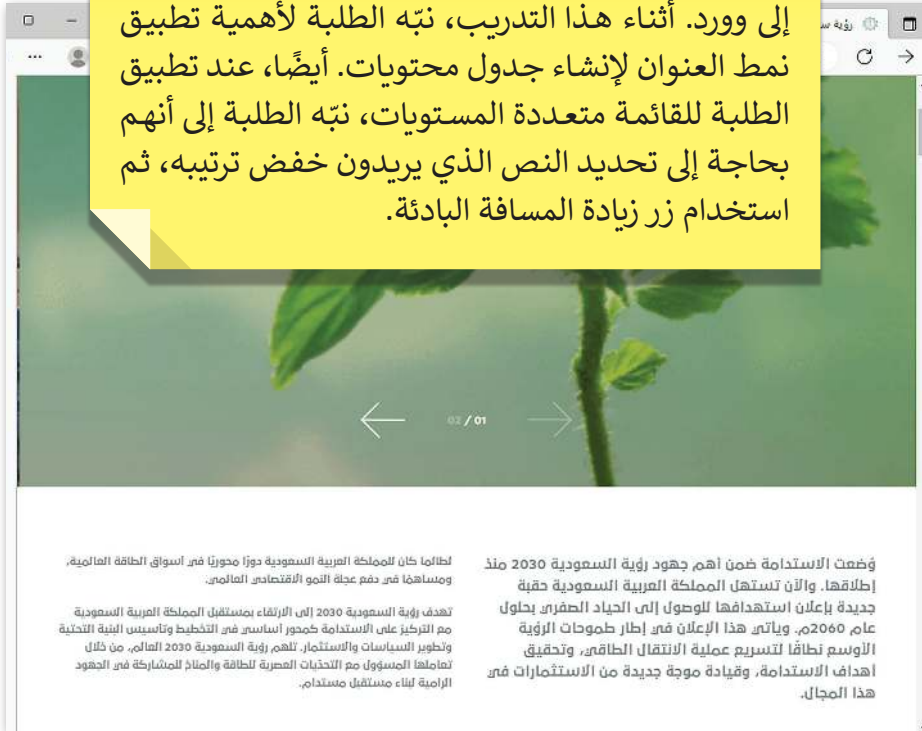 رؤية س
إلى وورد. أثناء هذا التدريب، نبّه الطلبة لأهمية تطبيق
نمط العنوان لإنشاء جدول محتويات. أيضًا، عند تطبيق
الطلبة للقائمة متعددة المستويات، نبّه الطلبة إلى أنهم
بحاجة إلى تحديد النص الذي يريدون خفض ترتيبه، ثم
استخدام زر زيادة المسافة البادئة.
02 / 01
وُضعت الاستدامة ضمن أهم جهود رؤية السعودية 2030 منذ
إطلاقها. والآن تستهل المملكة العربية السعودية حقبة
جديدة بإعلان استهدافها للوصول إلى الحياد الصفري بحلول
عام 2060م. ويأتي هذا الإعلان في إطار طموحات الرؤية
الأوسع نطاقًا لتسريع عملية الانتقال الطاقي، وتحقيق
أهداف الاستدامة، وقيادة موجة جديدة من الاستثمارات في
هذا المجال.
لطالما كان للمملكة العربية السعودية دورًا محوريًا في أسواق الطاقة العالمية،
ومساهمًا في دفع عجلة النمو الاقتصادي العالمي.
تهدف رؤية السعودية 2030 إلى الارتقاء بمستقبل المملكة العربية السعودية
مع التركيز على الاستدامة كمحور أساسي في التخطيط وتأسيس البنية التحتية
وتطوير السياسات والاستثمار. تلهم رؤية السعودية 2030 العالم، من خلال
تعاملها المسؤول مع التحدّيات العصرية للطاقة والمناخ للمشاركة في الجهود
الرامية لبناء مستقبل مستدام.